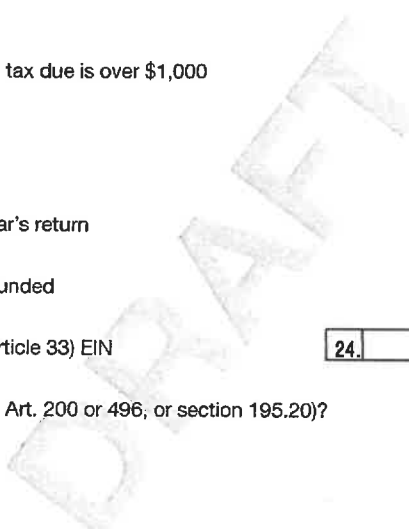 tax due is over $1,000
ar's return
unded
rticle 33) EIN
24.
Art. 200 or 496, or section 195.20)?
DRAFT